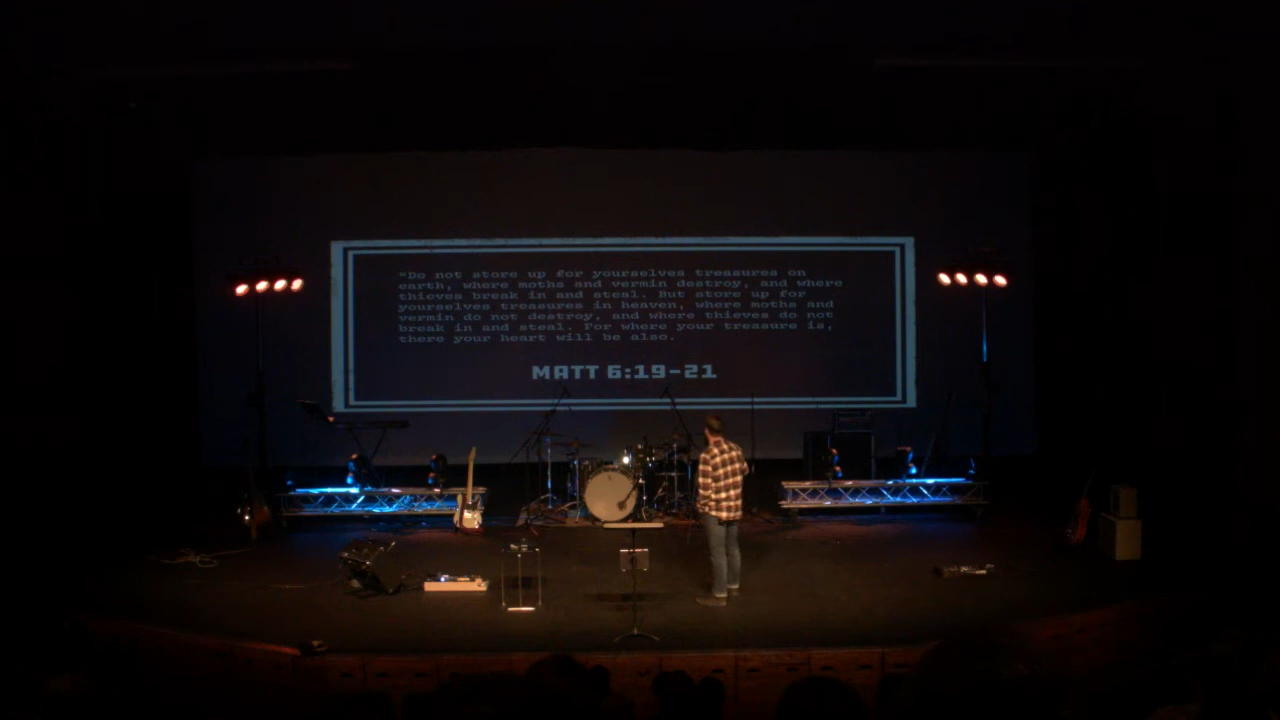 "Do not store up for yourselves treasures on
earth, where moths and vermin destroy, and where
thieves break in and steal. But store up for
yourselves treasures in heaven, where moths and
vermin do not destroy, and where thieves do not
break in and steal. For where your treasure is,
there your heart will be also.
MATT 6:19-21